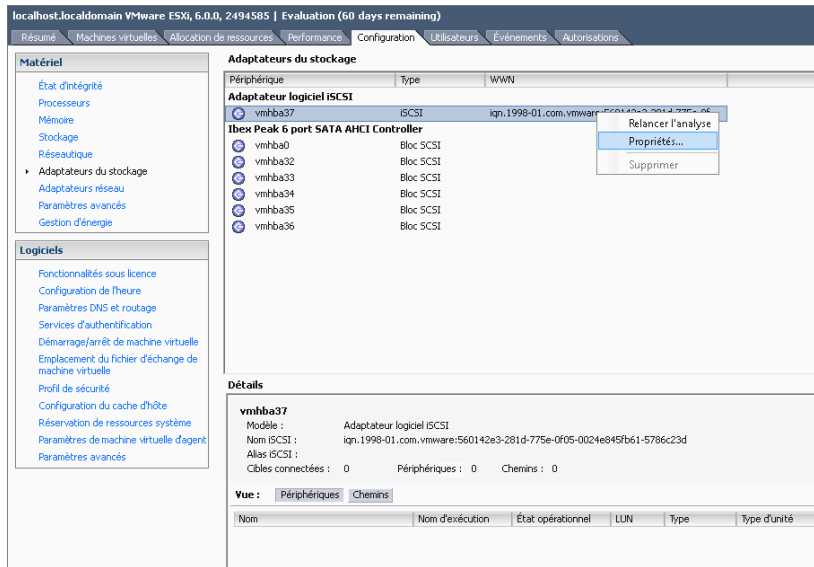 localhost.localdomain VMware ESXi, 6.0.0, 2494585 | Evaluation (60 days remaining)
Résumé Machines virtuelles Allocation de ressources Performance Configuration Utilisateurs Événements Autorisations
Matériel
État d'intégrité
Processeurs
Mémoire
Stockage
Réseautique
Adaptateurs du stockage
Adaptateurs réseau
Paramètres avancés
Gestion d'énergie
Logiciels
Fonctionnalités sous licence
Configuration de l'heure
Paramètres DNS et routage
Services d'authentification
Démarrage/arrêt de machine virtuelle
Emplacement du fichier d'échange de
machine virtuelle
Profil de sécurité
Configuration du cache d'hôte
Réservation de ressources système
Paramètres de machine virtuelle d'agent
Paramètres avancés
Adaptateurs du stockage
Périphérique Type WWN
Adaptateur logiciel iSCSI
vmhba37 iSCSI iqn.1998-01.com.vmware:560142e3-281d-775e-0f
Ibex Peak 6 port SATA AHCI Controller
vmhba0 Bloc SCSI
vmhba32 Bloc SCSI
vmhba33 Bloc SCSI
vmhba34 Bloc SCSI
vmhba35 Bloc SCSI
vmhba36 Bloc SCSI
Relancer l'analyse
Propriétés...
Supprimer
Détails
vmhba37
Modèle : Adaptateur logiciel iSCSI
Nom iSCSI : iqn.1998-01.com.vmware:560142e3-281d-775e-0f05-0024e845fb61-5786c23d
Alias iSCSI :
Cibles connectées : 0 Périphériques : 0 Chemins : 0
Vue : Périphériques Chemins
Nom Nom d'exécution État opérationnel LUN Type Type d'unité